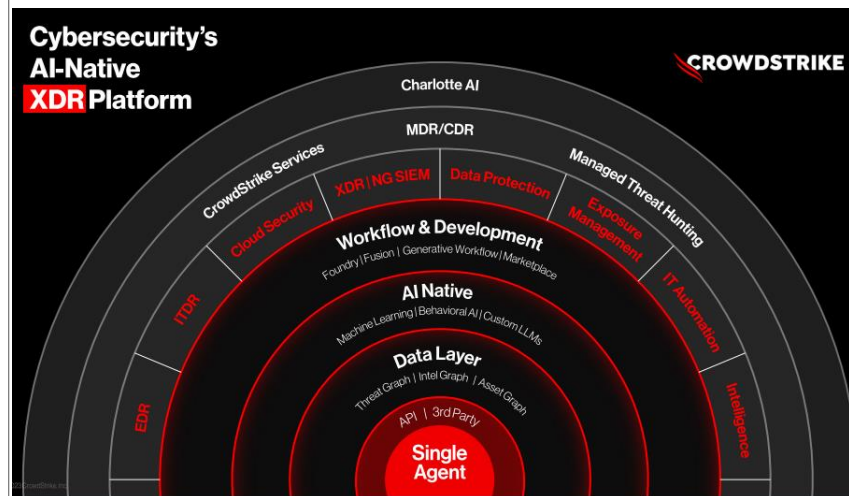 Cybersecurity's
AI-Native
XDR Platform
CROWDSTRIKE
Charlotte AI
MDR/CDR
CrowdStrike Services
Managed Threat Hunting
EDR
ITDR
Cloud Security
XDR | NG SIEM
Data Protection
Exposure
Management
IT Automation
Intelligence
Workflow & Development
Foundry | Fusion | Generative Workflow | Marketplace
AI Native
Machine Learning | Behavioral AI | Custom LLMs
Data Layer
Threat Graph | Intel Graph | Asset Graph
API | 3rd Party
Single
Agent
CrowdStrike, Inc.